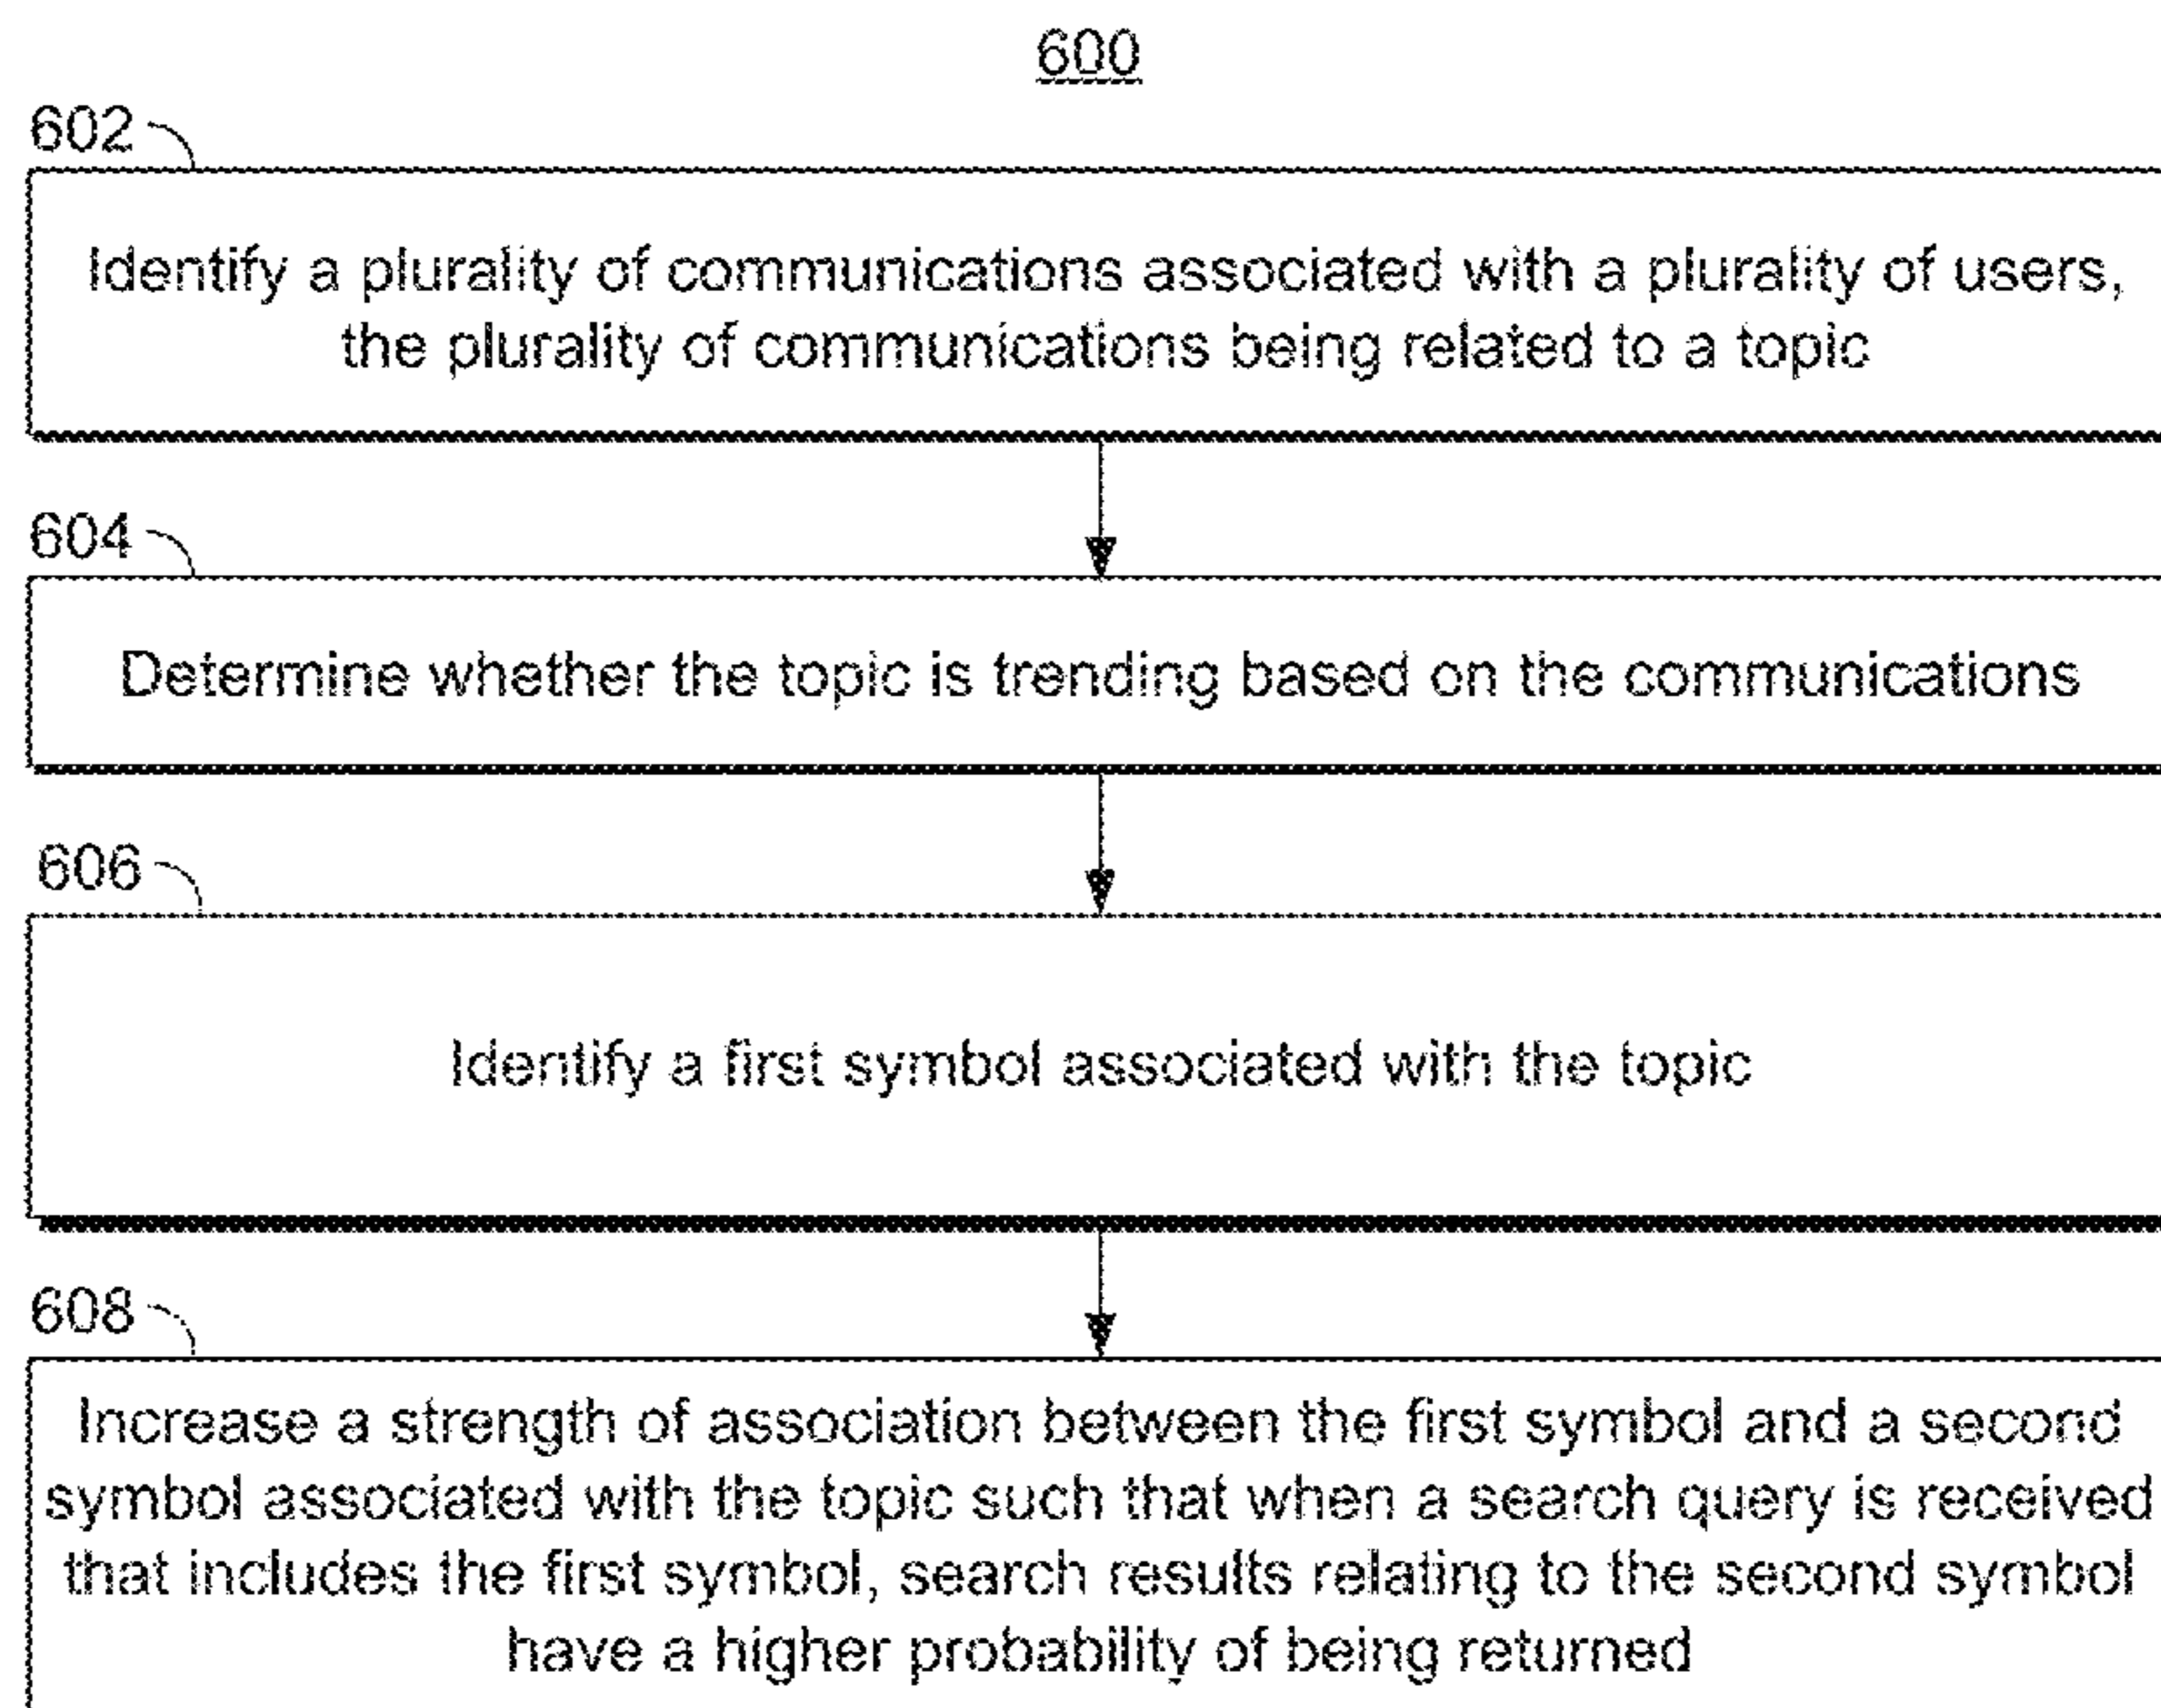 600
602
Identify a plurality of communications associated with a plurality of users,
the plurality of communications being related to a topic
604
Determine whether the topic is trending based on the communications
606
Identify a first symbol associated with the topic
608
Increase a strength of association between the first symbol and a second
symbol associated with the topic such that when a search query is received
that includes the first symbol, search results relating to the second symbol
have a higher probability of being returned